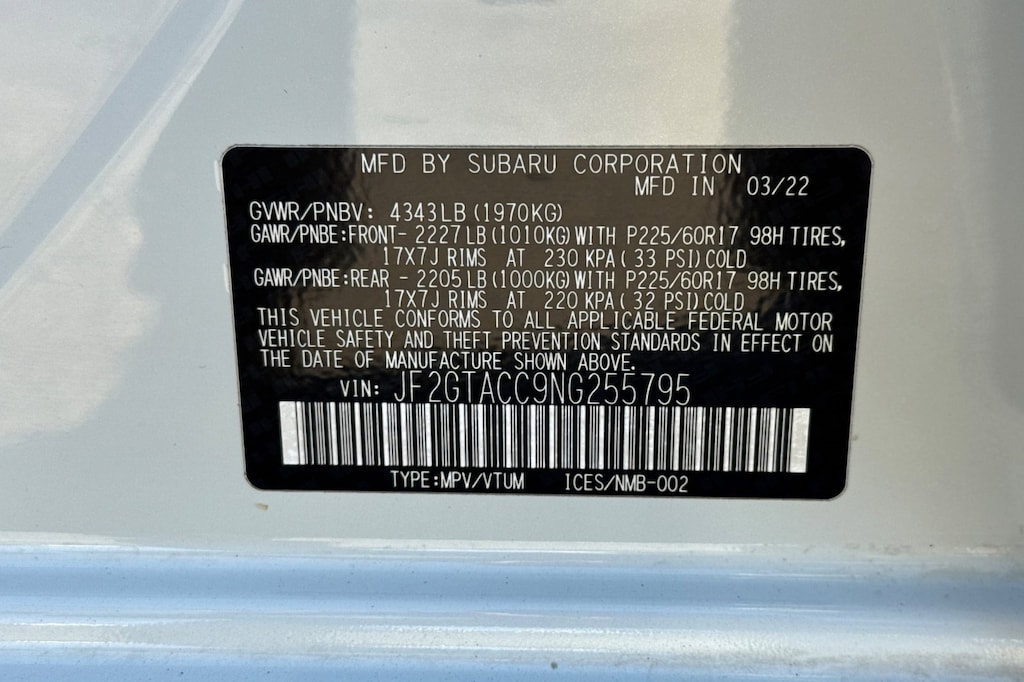 MFD BY SUBARU CORPORATION
MFD IN 03/22
GVWR/PNBV: 4343LB (1970KG)
GAWR/PNBE:FRONT- 2227LB (1010KG) WITH P225/60R17 98H TIRES,
17X7J RIMS AT 230 KPA ( 33 PSI) COLD
GAWR/PNBE:REAR - 2205LB (1000KG) WITH P225/60R17 98H TIRES,
17X7J RIMS AT 220 KPA ( 32 PSI) COLD
THIS VEHICLE CONFORMS TO ALL APPLICABLE FEDERAL MOTOR
VEHICLE SAFETY AND THEFT PREVENTION STANDARDS IN EFFECT ON
THE DATE OF MANUFACTURE SHOWN ABOVE.
VIN: JF2GTACC9NG255795
TYPE:MPV/VTUM ICES/NMB-002